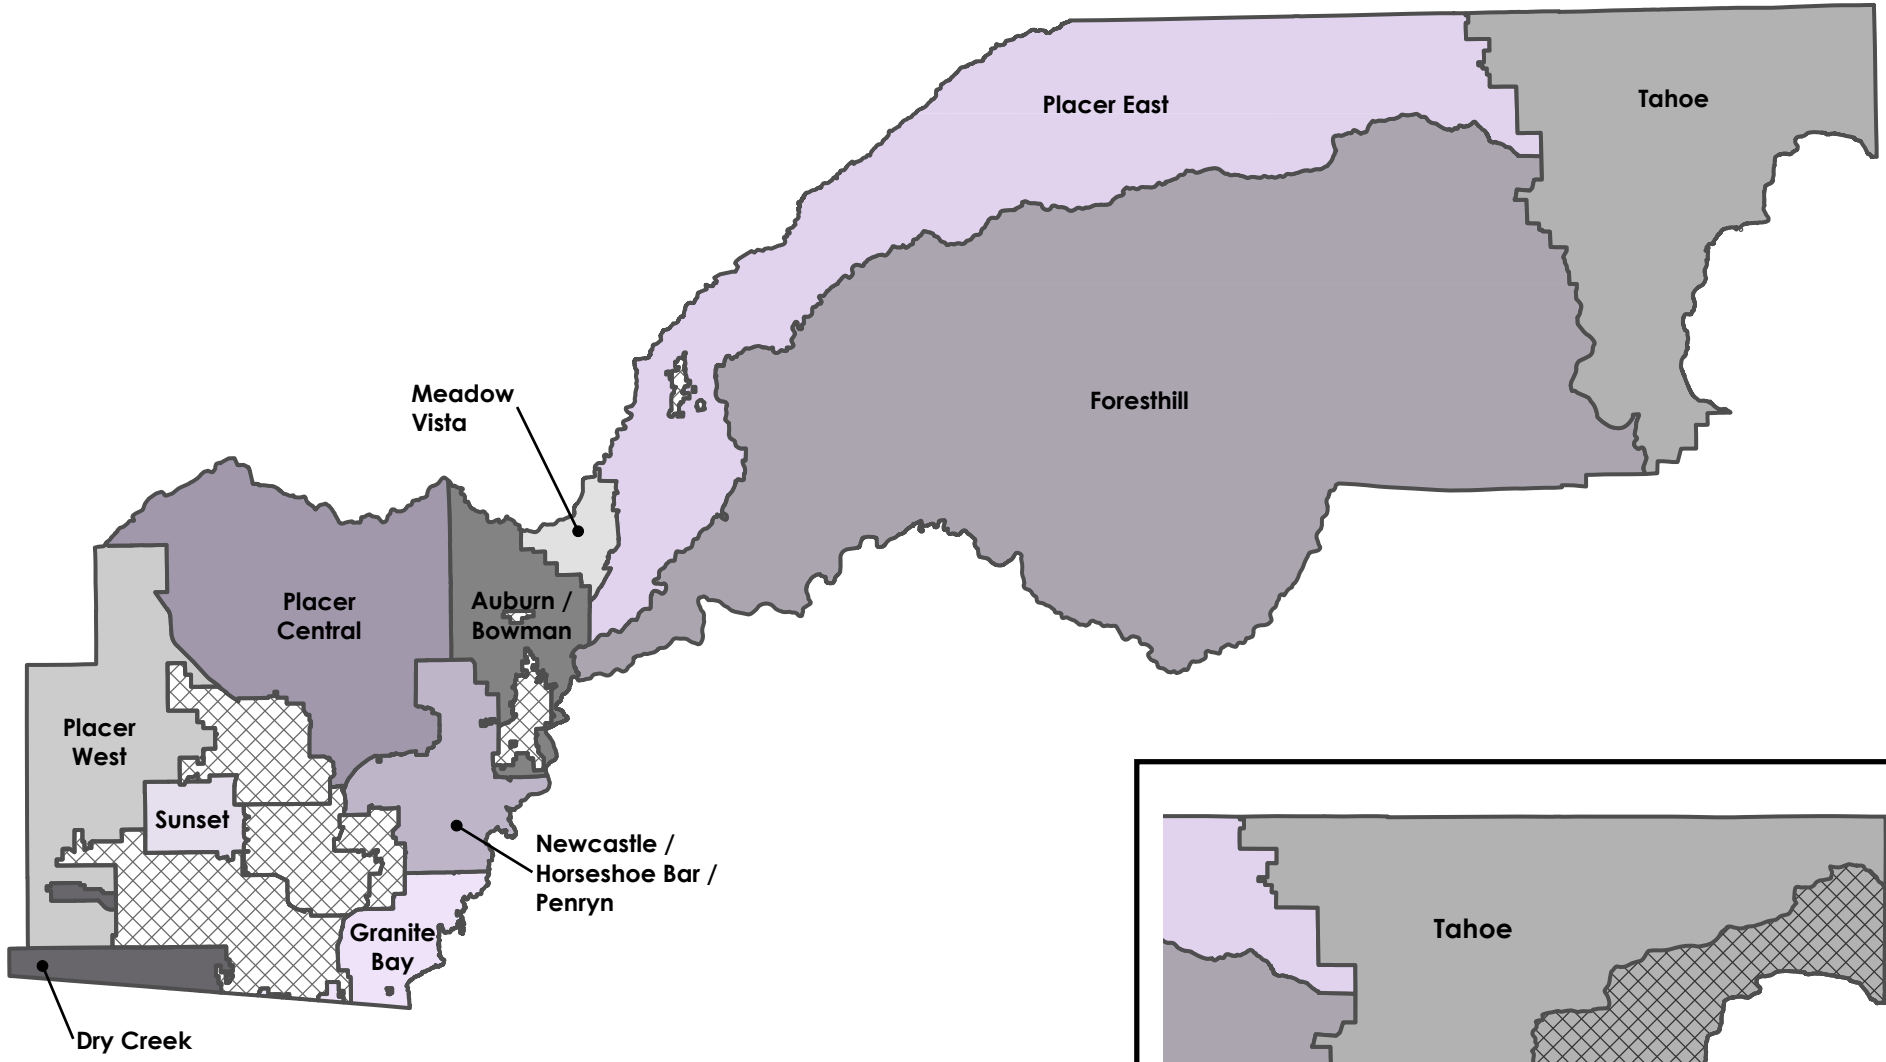 Placer East
Tahoe
Meadow
Vista
Foresthill
Placer
Central
Auburn /
Bowman
Placer
West
Sunset
Newcastle /
Horseshoe Bar /
Penryn
Granite
Bay
Tahoe
Dry Creek